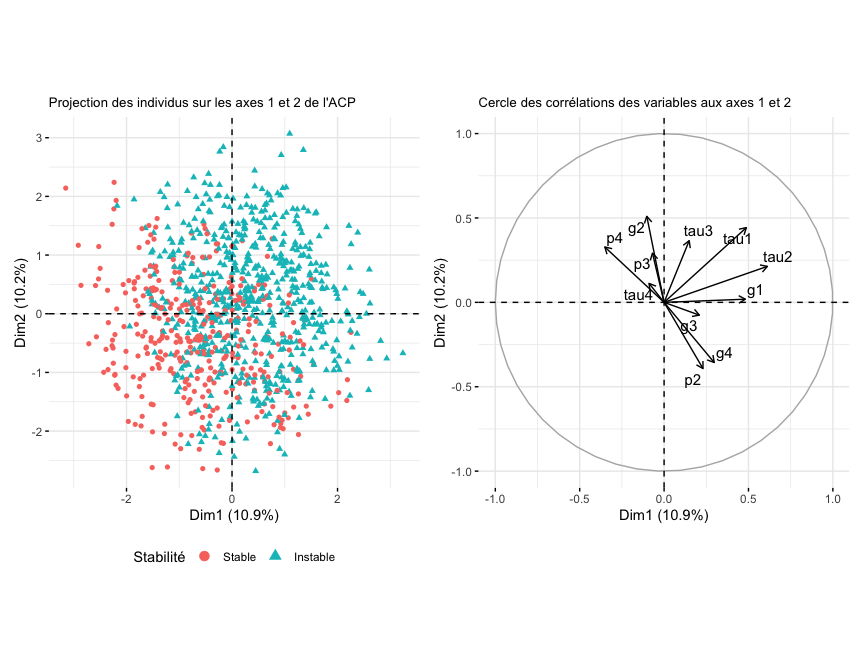 Projection des individus sur les axes 1 et 2 de l'ACP
3
2
1
0
-1
-2
Dim2 (10.2%)
-2
0
2
Dim1 (10.9%)
Stabilité
Stable
Instable
Cercle des corrélations des variables aux axes 1 et 2
1.0
0.5
0.0
-0.5
-1.0
Dim2 (10.2%)
g2
tau3
p4
tau1
p3
tau2
tau4
g1
g3
g4
p2
-1.0
-0.5
0.0
0.5
1.0
Dim1 (10.9%)